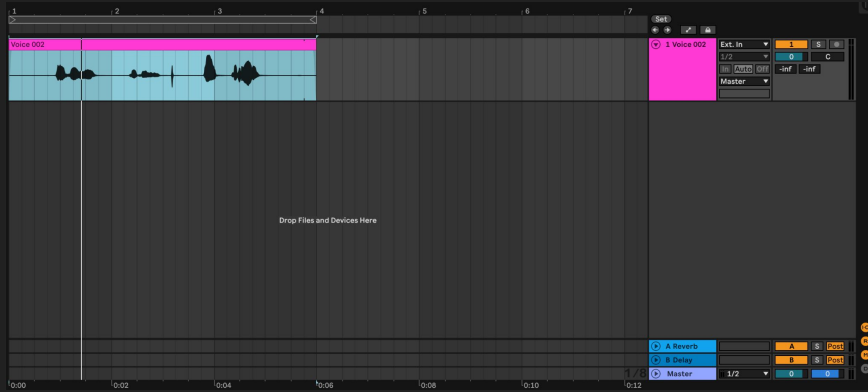 1 2 3 4 5 6 7
Set
Voice 002
1 Voice 002 Ext. In 1 S
1/2 0 C
In Auto Off -inf -inf
Master
Drop Files and Devices Here
A Reverb A S Post
B Delay B S Post
1/8 Master 1/2 0 0
0:00 0:02 0:04 0:06 0:08 0:10 0:12